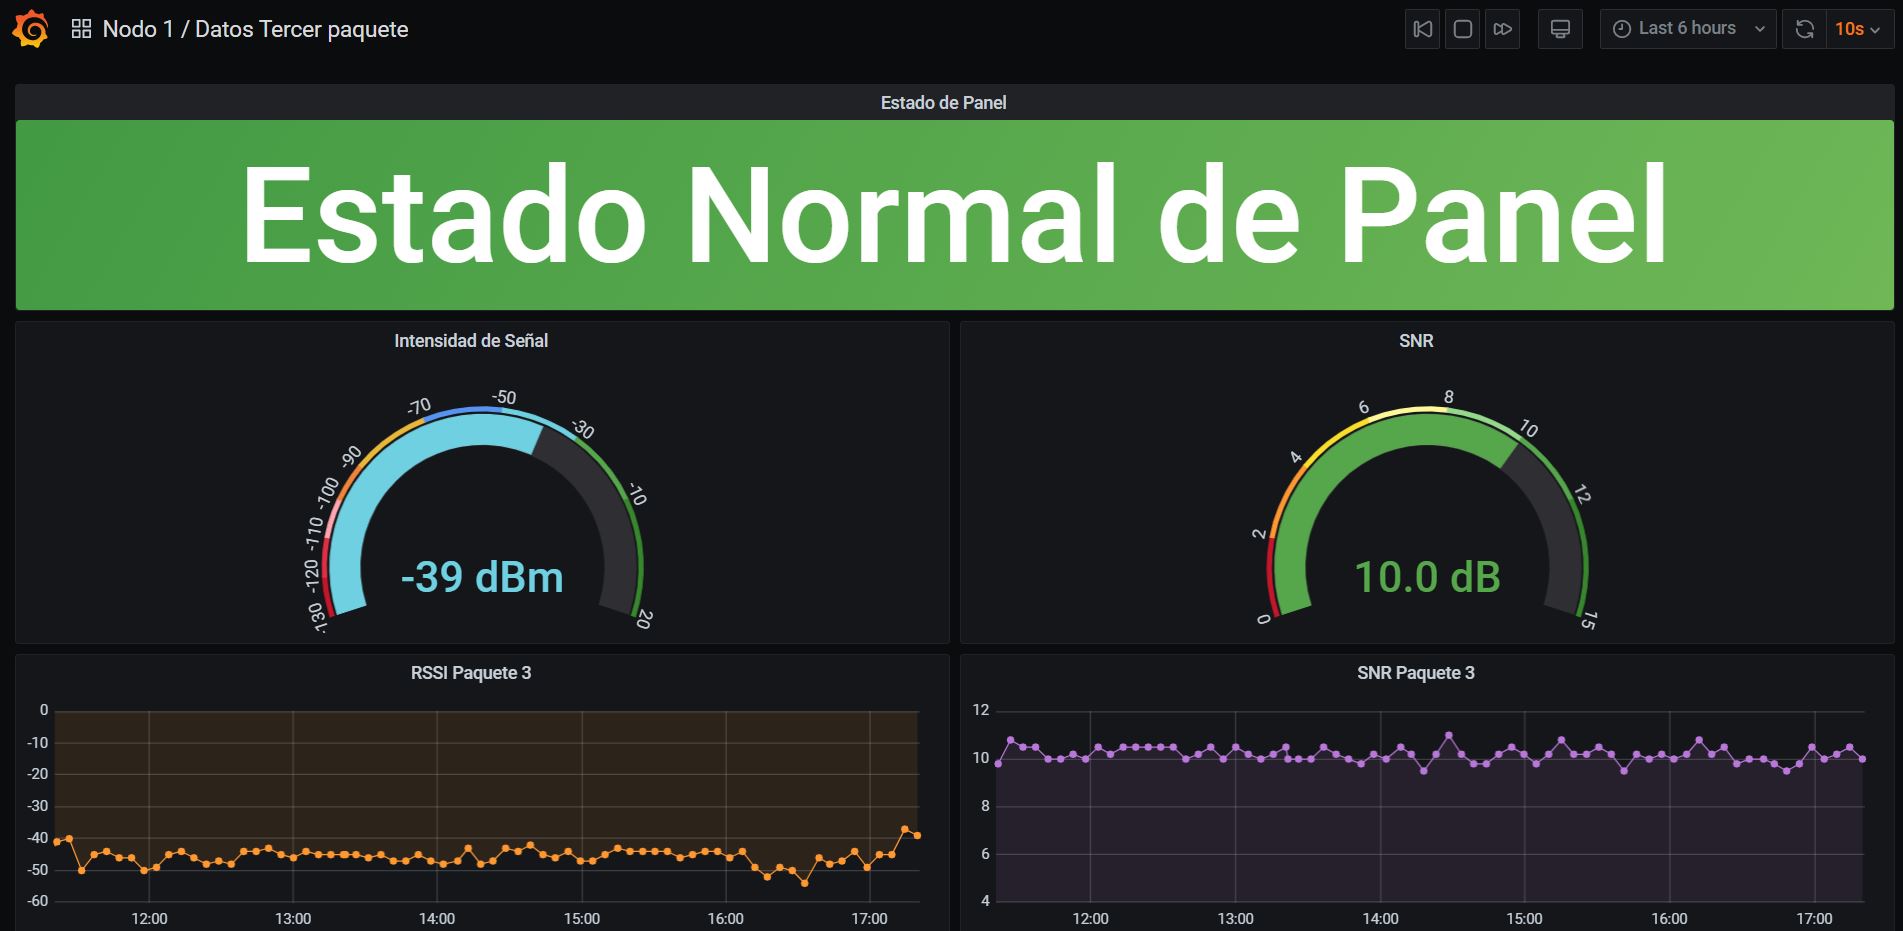 Nodo 1 / Datos Tercer paquete
Last 6 hours
10s
Estado de Panel
Estado Normal de Panel
Intensidad de Señal
-130
-120
-110
-100
-90
-70
-50
-30
-10
20
-39 dBm
SNR
0
2
4
6
8
10
12
15
10.0 dB
RSSI Paquete 3
0
-10
-20
-30
-40
-50
-60
12:00 13:00 14:00 15:00 16:00 17:00
SNR Paquete 3
12
10
8
6
4
12:00 13:00 14:00 15:00 16:00 17:00